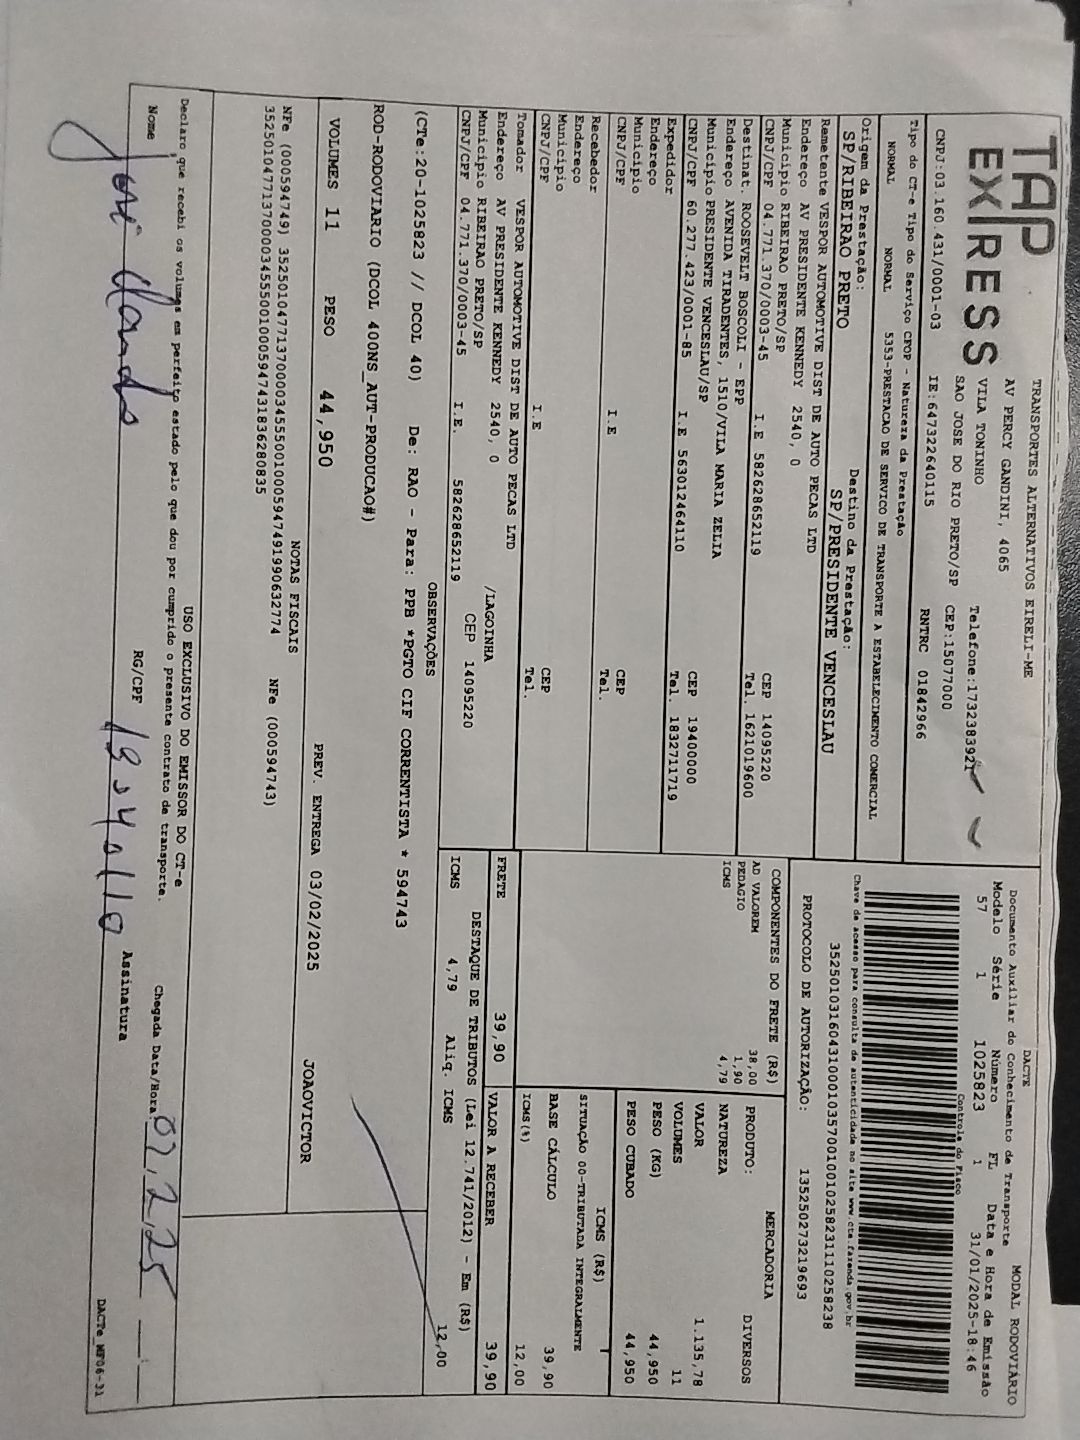 TAP
EXPRESS
TRANSPORTES ALTERNATIVOS EIRELI-ME
AV PERCY GANDINI, 4065
VILA TONINHO
SAO JOSE DO RIO PRETO/SP
Telefone:1732383921
CEP:15077000
CNPJ:03.160.431/0001-03 IE:647322640115 RNTRC 01842966
Tipo do CT-e Tipo do Serviço CFOP - Natureza da Prestação
NORMAL NORMAL 5353-PRESTACAO DE SERVICO DE TRANSPORTE A ESTABELECIMENTO COMERCIAL
Origem da Prestação: Destino da Prestação:
SP/RIBEIRAO PRETO SP/PRESIDENTE VENCESLAU
Remetente VESPOR AUTOMOTIVE DIST DE AUTO PECAS LTD
Endereço AV PRESIDENTE KENNEDY 2540, 0
Municipio RIBEIRAO PRETO/SP CEP 14095220
CNPJ/CPF 04.771.370/0003-45 I.E 582628652119 Tel. 1621019600
Destinat. ROOSEVELT BOSCOLI - EPP
Endereço AVENIDA TIRADENTES, 1510/VILA MARIA ZELIA
Municipio PRESIDENTE VENCESLAU/SP CEP 19400000
CNPJ/CPF 60.277.423/0001-85 I.E 563012464110 Tel. 1832711719
Expedidor
Endereço
Municipio CEP
CNPJ/CPF I.E Tel.
Recebedor
Endereço
Municipio CEP
CNPJ/CPF I.E Tel.
Tomador VESPOR AUTOMOTIVE DIST DE AUTO PECAS LTD
Endereço AV PRESIDENTE KENNEDY 2540, 0 /LAGOINHA
Municipio RIBEIRAO PRETO/SP CEP 14095220
CNPJ/CPF 04.771.370/0003-45 I.E. 582628652119
DACTE MODAL RODOVIÁRIO
Documento Auxiliar do Conhecimento de Transporte
Modelo Série Número FL Data e Hora de Emissão
57 1 1025823 1 31/01/2025-18:46
Controle do Fisco
Chave de acesso para consulta de autenticidade no site www.cte.fazenda.gov.br
35250103160431000103570010010258231110258238
PROTOCOLO DE AUTORIZAÇÃO: 135250273219693
COMPONENTES DO FRETE (R$)
AD VALOREM 38,00
PEDAGIO 1,90
ICMS 4,79
MERCADORIA
PRODUTO: DIVERSOS
NATUREZA
VALOR 1.135,78
VOLUMES 11
PESO (KG) 44,950
PESO CUBADO 44,950
ICMS (R$)
SITUAÇÃO 00-TRIBUTADA INTEGRALMENTE
BASE CÁLCULO 39,90
ICMS(%) 12,00
FRETE 39,90 VALOR A RECEBER 39,90
DESTAQUE DE TRIBUTOS (Lei 12.741/2012) - Em (R$)
ICMS 4,79 Aliq. ICMS 12,00
OBSERVAÇÕES
(CTe:20-1025823 // DCOL 40) De: RAO - Para: PPB *PGTO CIF CORRENTISTA * 594743
ROD-RODOVIARIO (DCOL 400NS_AUT-PRODUCAO#)
VOLUMES 11 PESO 44,950 PREV. ENTREGA 03/02/2025 JOAOVICTOR
NOTAS FISCAIS
NFe (000594749) 35250104771370000345550010005947491990632774 NFe (000594743)
35250104771370000345550010005947431836280835
USO EXCLUSIVO DO EMISSOR DO CT-e
Declaro que recebi os volumes em perfeito estado pelo que dou por cumprido o presente contrato de transporte.
Nome RG/CPF Assinatura Chegada Data/Hora: 07,2,25
DACTe_MF06-31